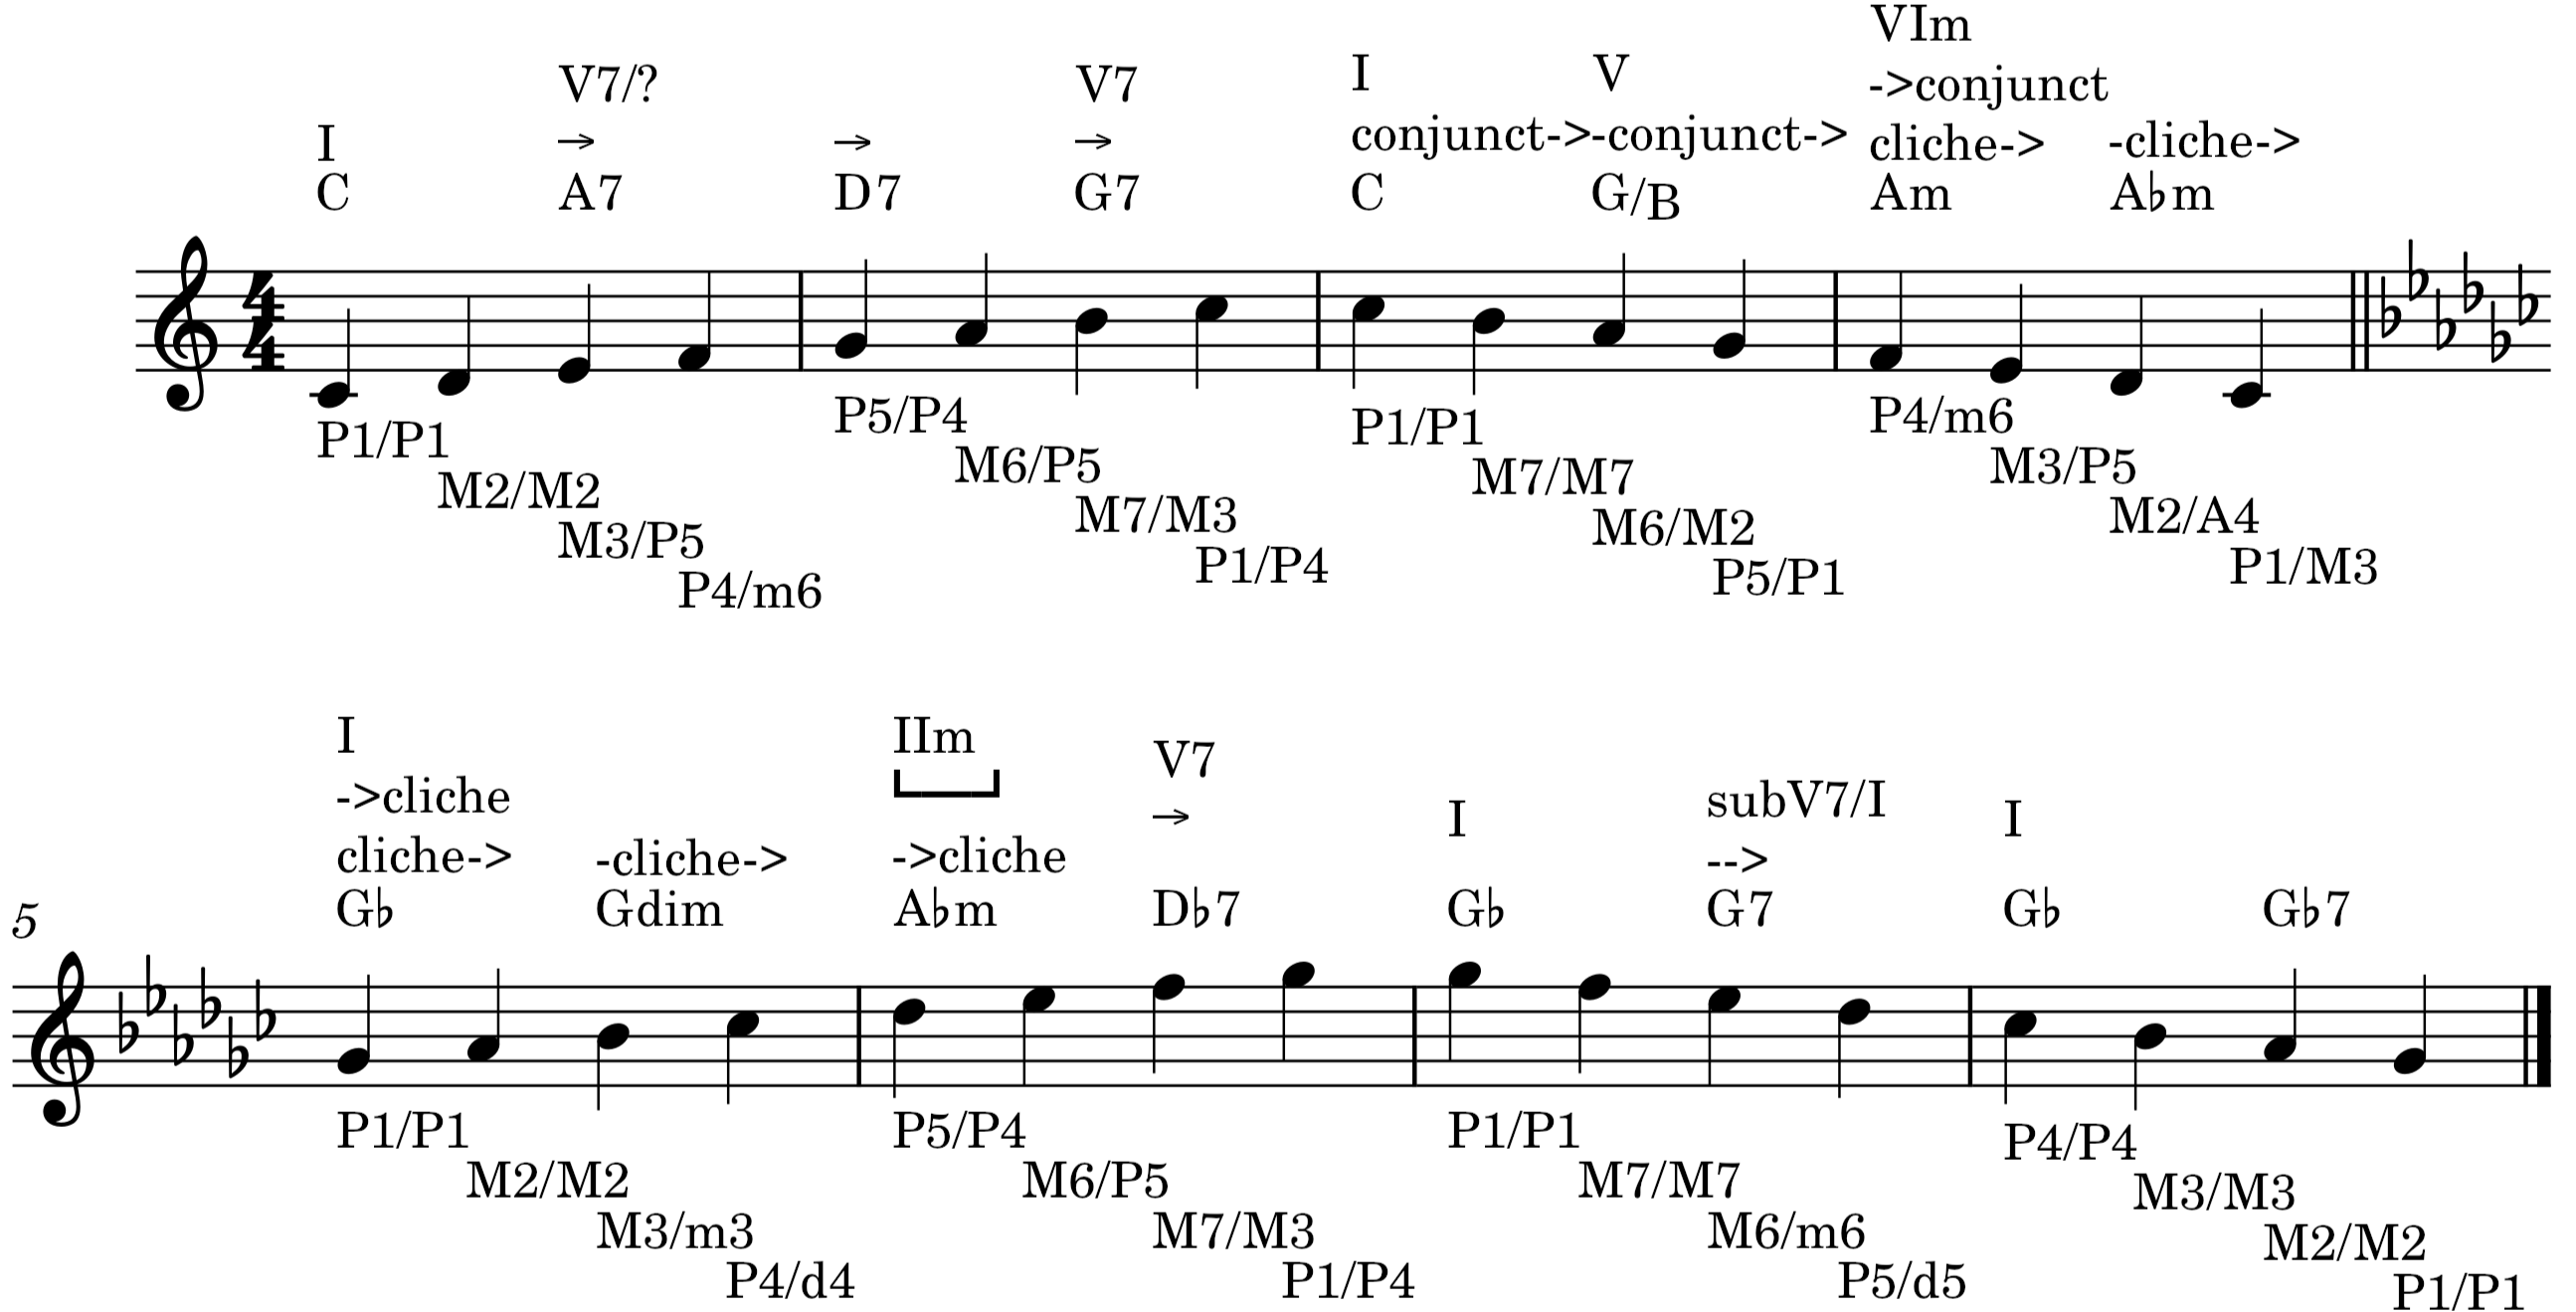 VIm
I V ->conjunct
V7/? V7 conjunct->-conjunct-> cliche-> -cliche->
I → → →
C A7 D7 G7 C G/B Am A♭m
4
4
P1/P1 P5/P4 P1/P1 P4/m6
M2/M2 M6/P5 M7/M7 M3/P5
M3/P5 M7/M3 M6/M2 M2/A4
P4/m6 P1/P4 P5/P1 P1/M3
I IIm V7
->cliche → I subV7/I I
cliche-> -cliche-> ->cliche -->
5 G♭ Gdim A♭m D♭7 G♭ G7 G♭ G♭7
P1/P1 P5/P4 P1/P1 P4/P4
M2/M2 M6/P5 M7/M7 M3/M3
M3/m3 M7/M3 M6/m6 M2/M2
P4/d4 P1/P4 P5/d5 P1/P1